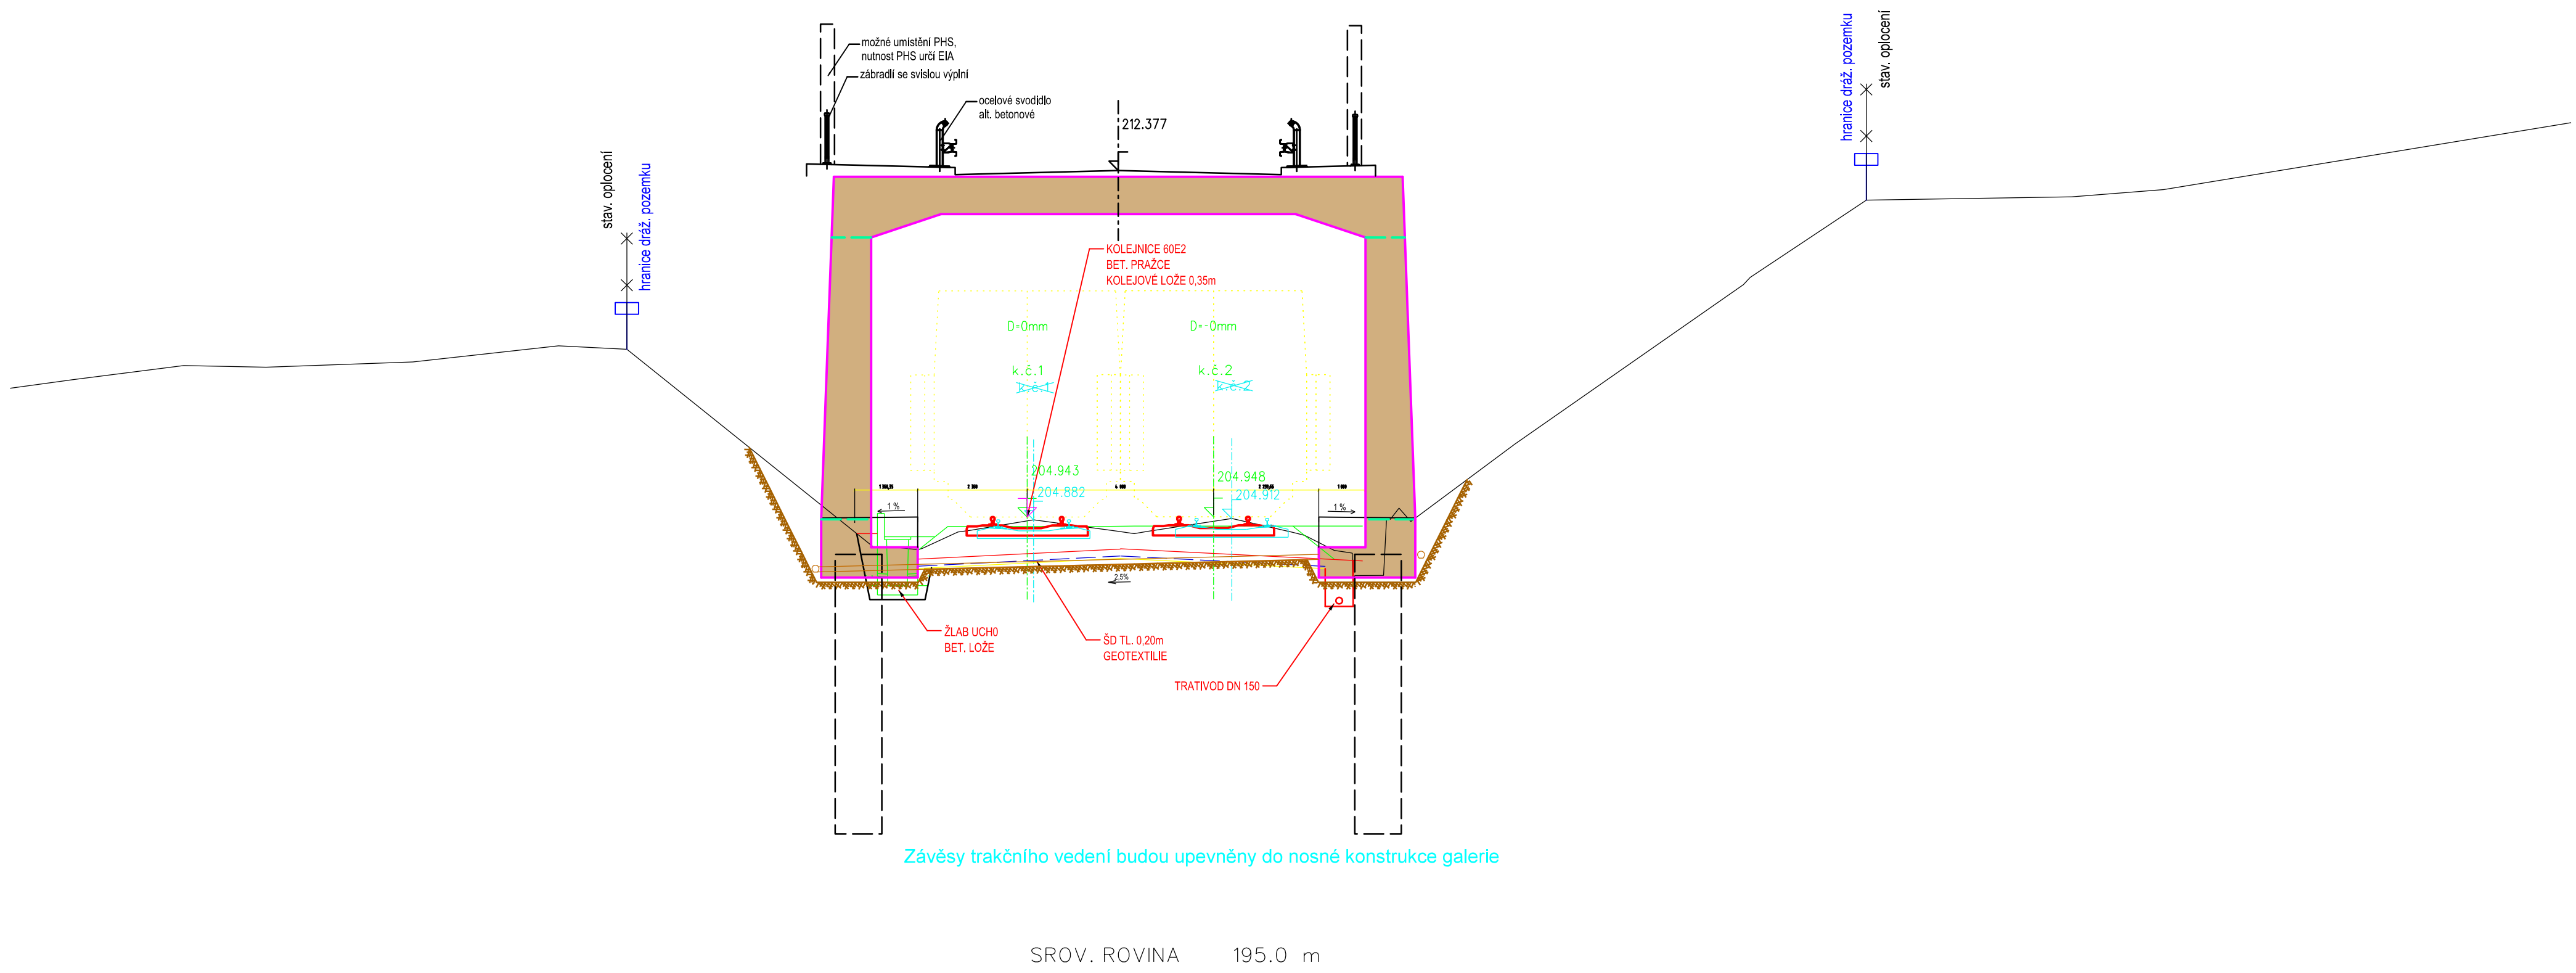 možné umístění PHS,
nutnost PHS určí EIA
zábradlí se svislou výplní
ocelové svodidlo
alt. betonové
212.377
hranice dráž. pozemku
stav. oplocení
stav. oplocení
hranice dráž. pozemku
KOLEJNICE 60E2
BET. PRAŽCE
KOLEJOVÉ LOŽE 0,35m
D=0mm
D=-0mm
k.č.1
k.č.2
k.č.1
k.č.2
204.943
204.948
204.882
204.912
1 %
1 %
2,5%
ŽLAB UCH0
BET, LOŽE
ŠD TL. 0,20m
GEOTEXTILIE
TRATIVOD DN 150
Závěsy trakčního vedení budou upevněny do nosné konstrukce galerie
SROV. ROVINA 195.0 m